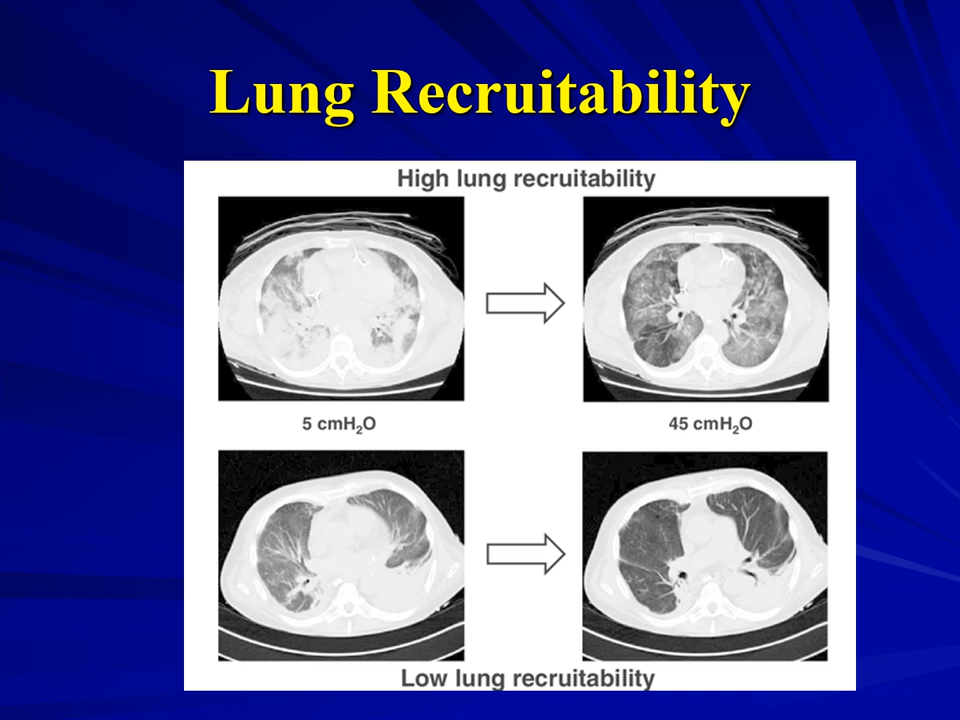 Lung Recruitability
High lung recruitability
5 cmH₂O
45 cmH₂O
Low lung recruitability